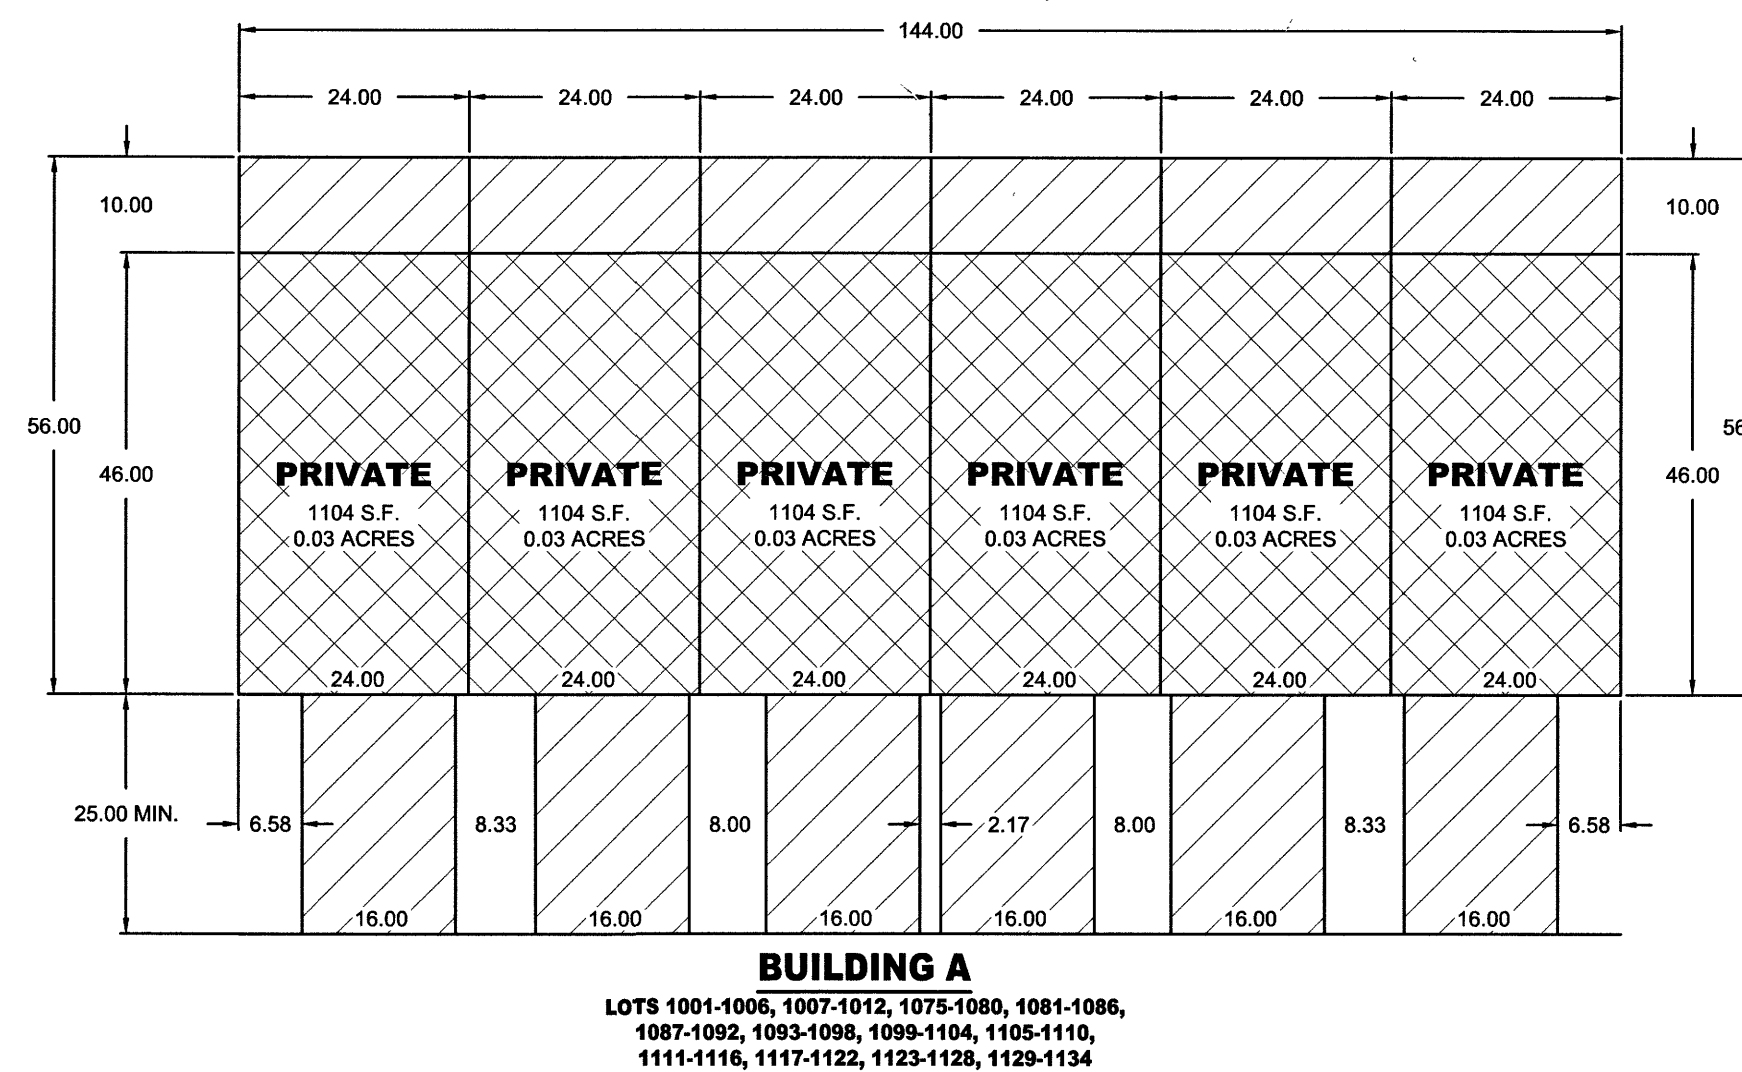 144.00
24.00 24.00 24.00 24.00 24.00 24.00
10.00 10.00
56.00 56
46.00 46.00
PRIVATE PRIVATE PRIVATE PRIVATE PRIVATE PRIVATE
1104 S.F. 1104 S.F. 1104 S.F. 1104 S.F. 1104 S.F. 1104 S.F.
0.03 ACRES 0.03 ACRES 0.03 ACRES 0.03 ACRES 0.03 ACRES 0.03 ACRES
24.00 24.00 24.00 24.00 24.00 24.00
25.00 MIN. 6.58 8.33 8.00 2.17 8.00 8.33 6.58
16.00 16.00 16.00 16.00 16.00 16.00
BUILDING A
LOTS 1001-1006, 1007-1012, 1075-1080, 1081-1086,
1087-1092, 1093-1098, 1099-1104, 1105-1110,
1111-1116, 1117-1122, 1123-1128, 1129-1134